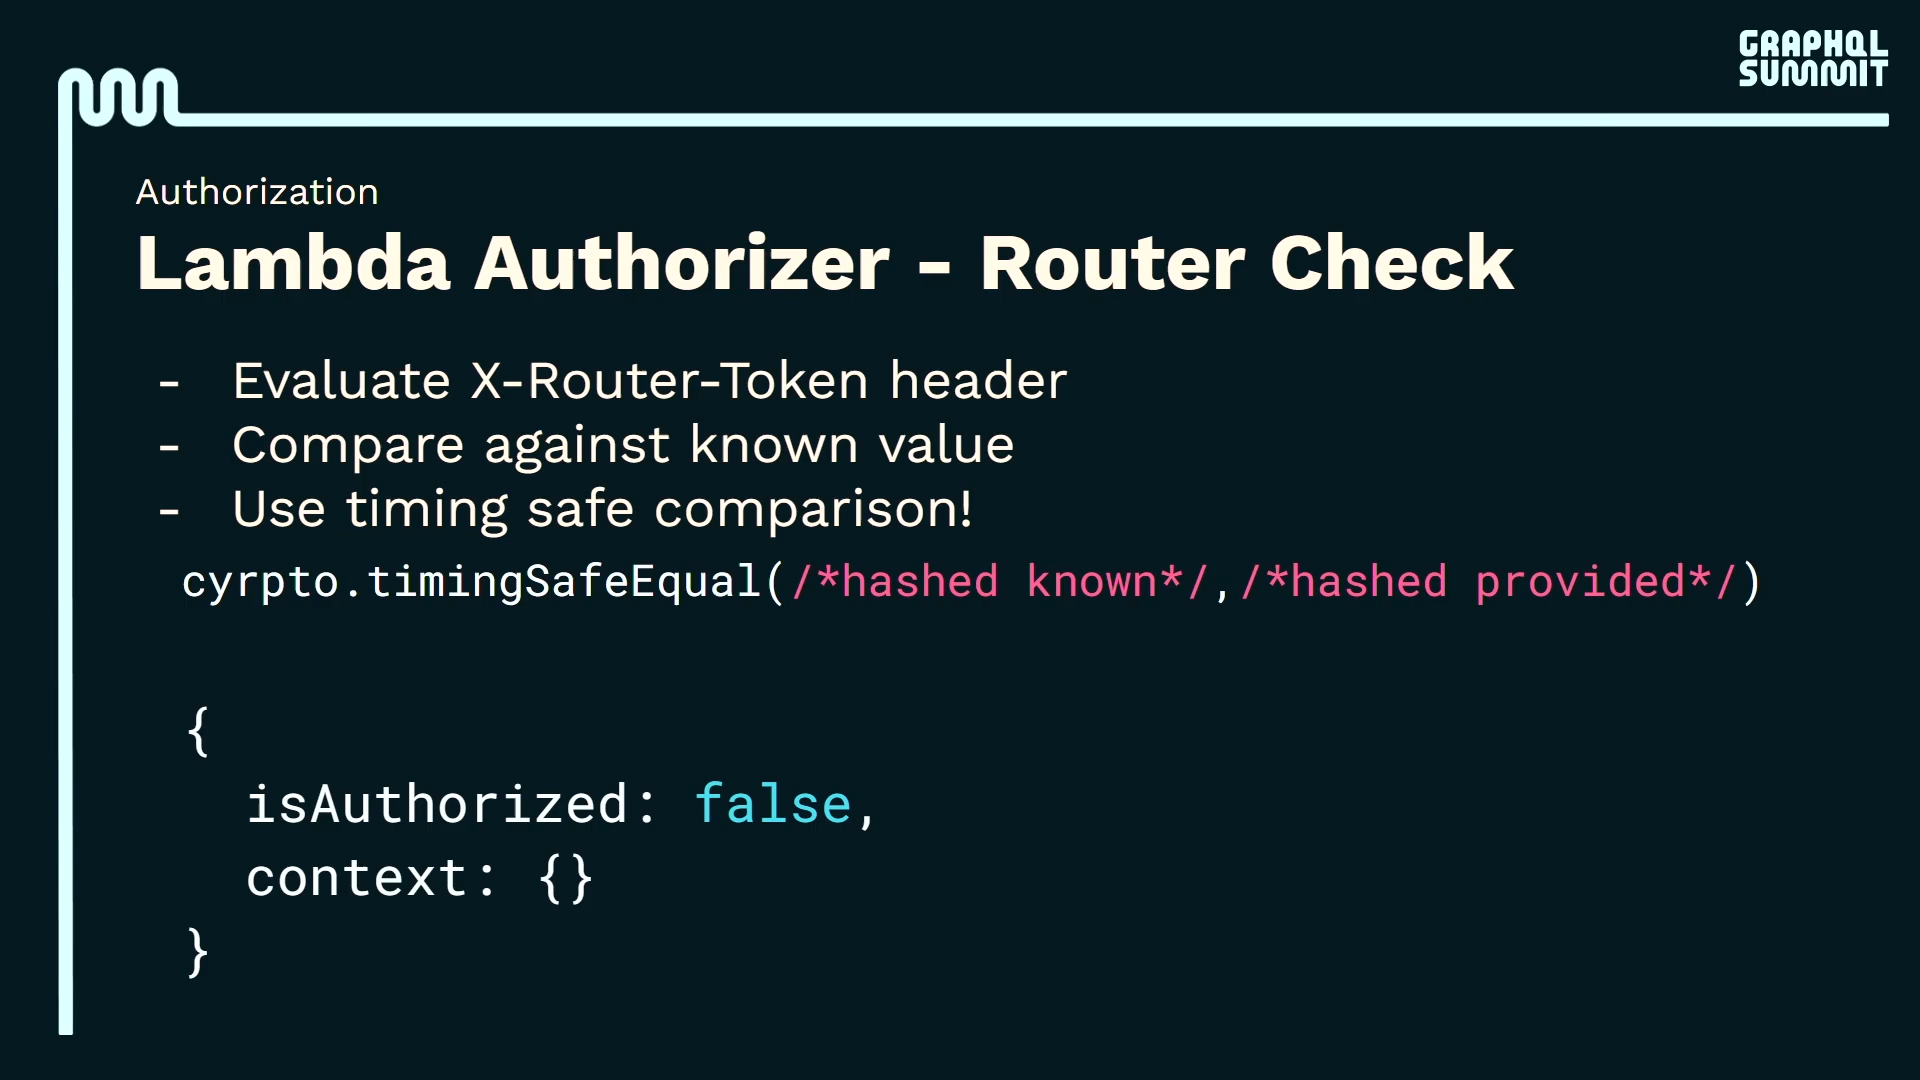 GRAPHQL
SUMMIT
Authorization
Lambda Authorizer - Router Check
- Evaluate X-Router-Token header
- Compare against known value
- Use timing safe comparison!
cyrpto.timingSafeEqual(/*hashed known*/,/*hashed provided*/)
{
isAuthorized: false,
context: {}
}